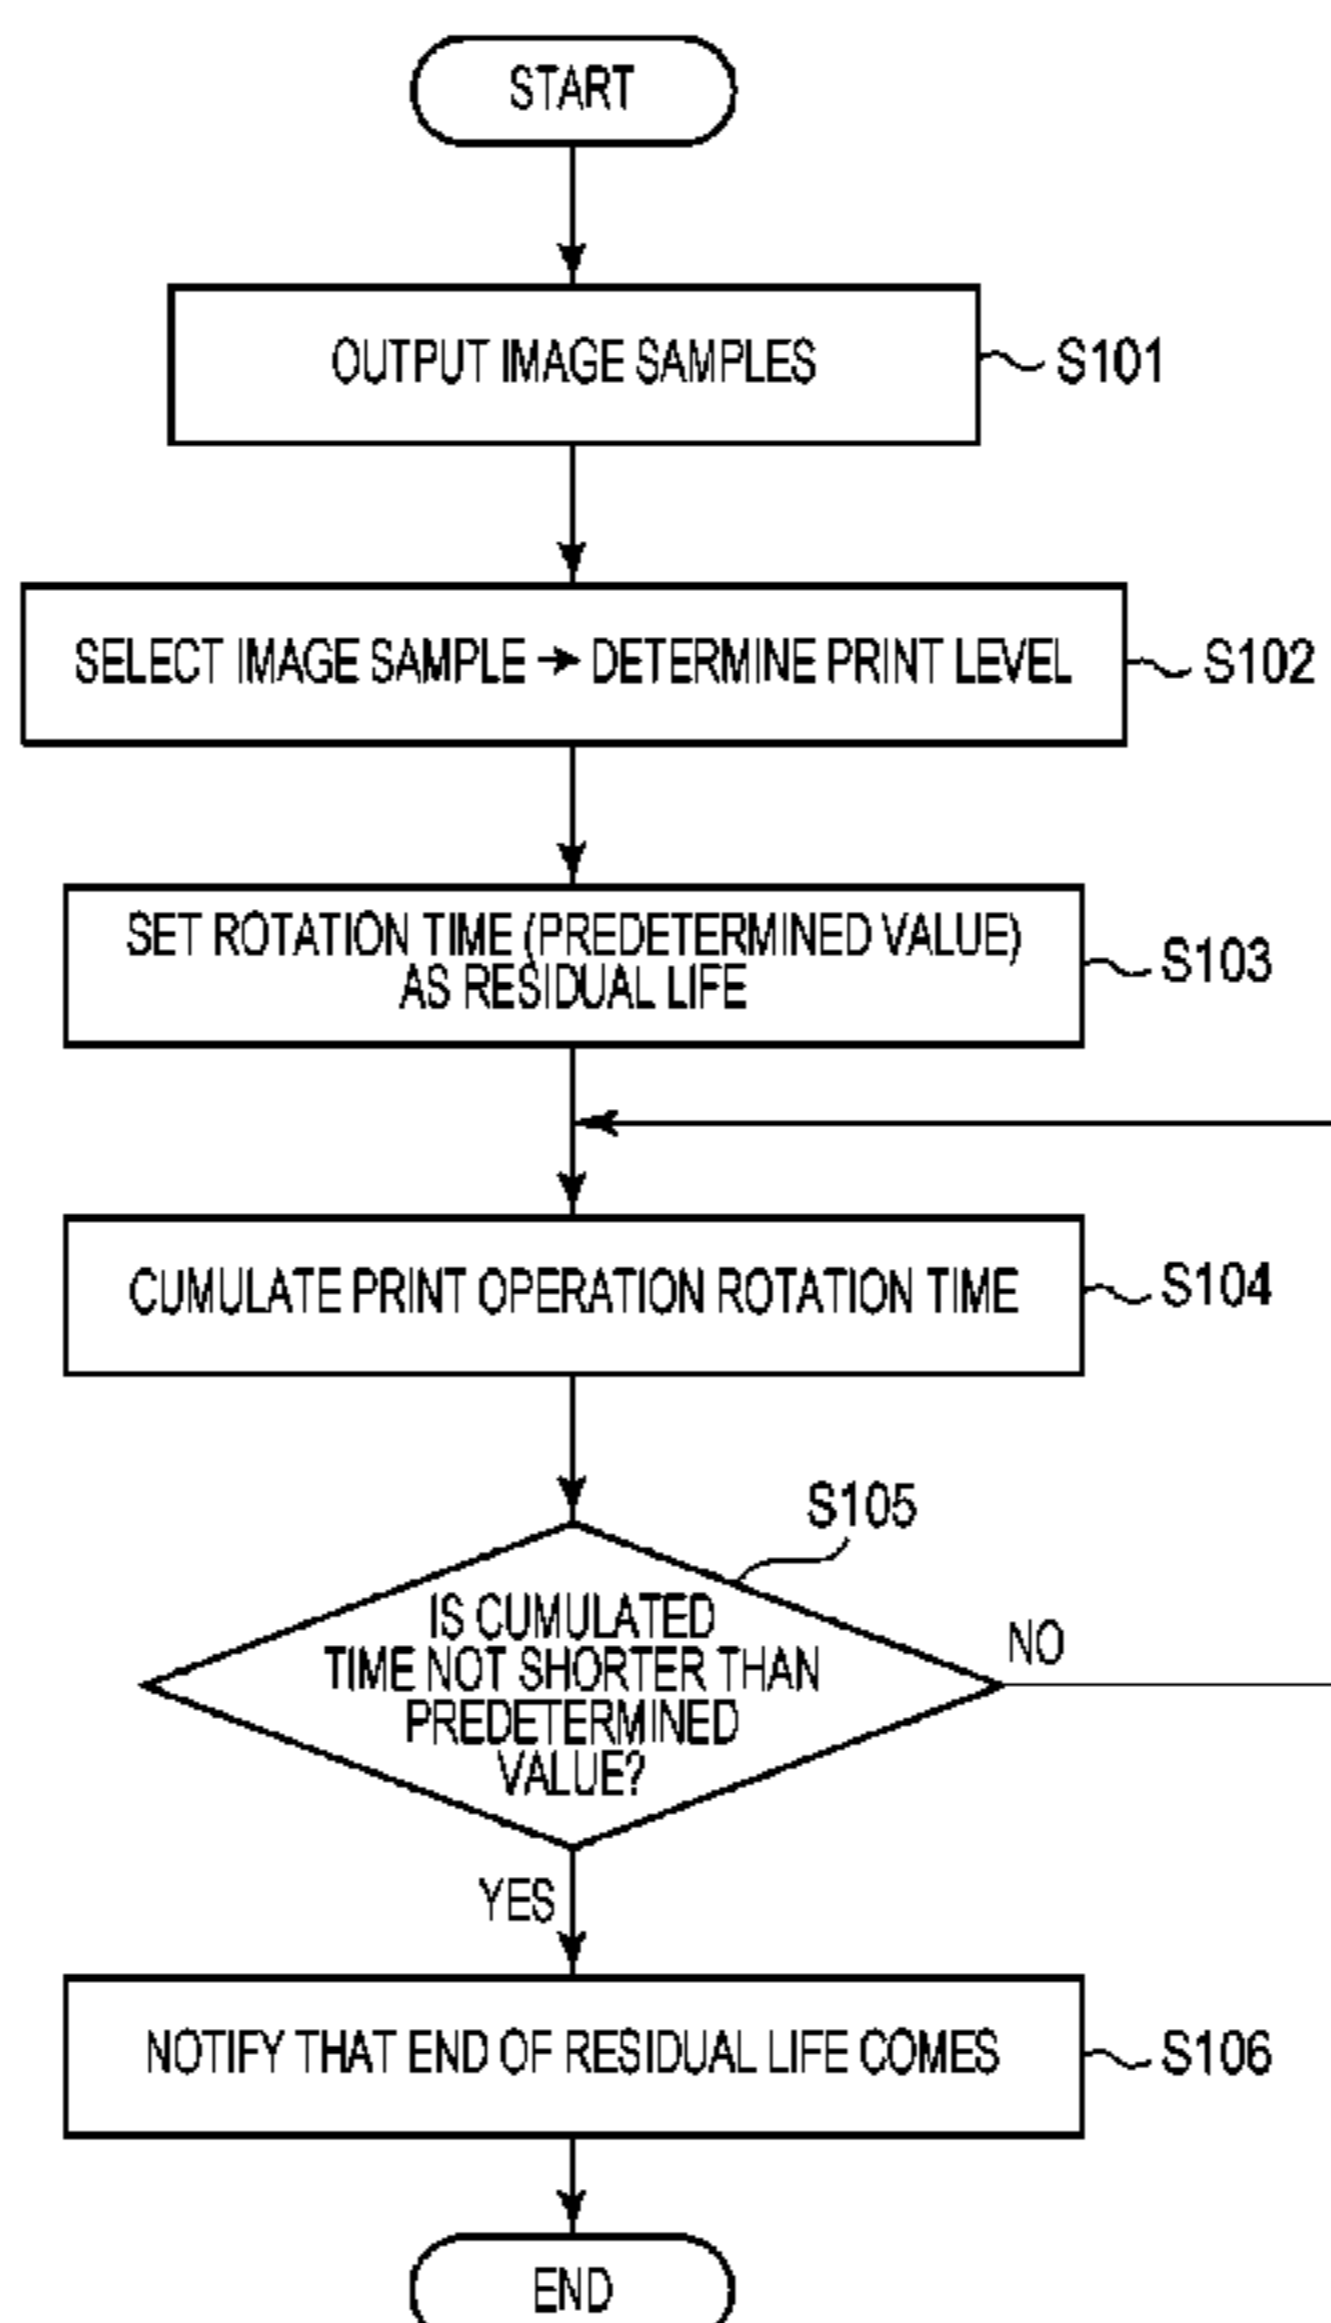 START
OUTPUT IMAGE SAMPLES
S101
SELECT IMAGE SAMPLE → DETERMINE PRINT LEVEL
S102
SET ROTATION TIME (PREDETERMINED VALUE)
AS RESIDUAL LIFE
S103
CUMULATE PRINT OPERATION ROTATION TIME
S104
S105
IS CUMULATED
TIME NOT SHORTER THAN
PREDETERMINED
VALUE?
NO
YES
NOTIFY THAT END OF RESIDUAL LIFE COMES
S106
END